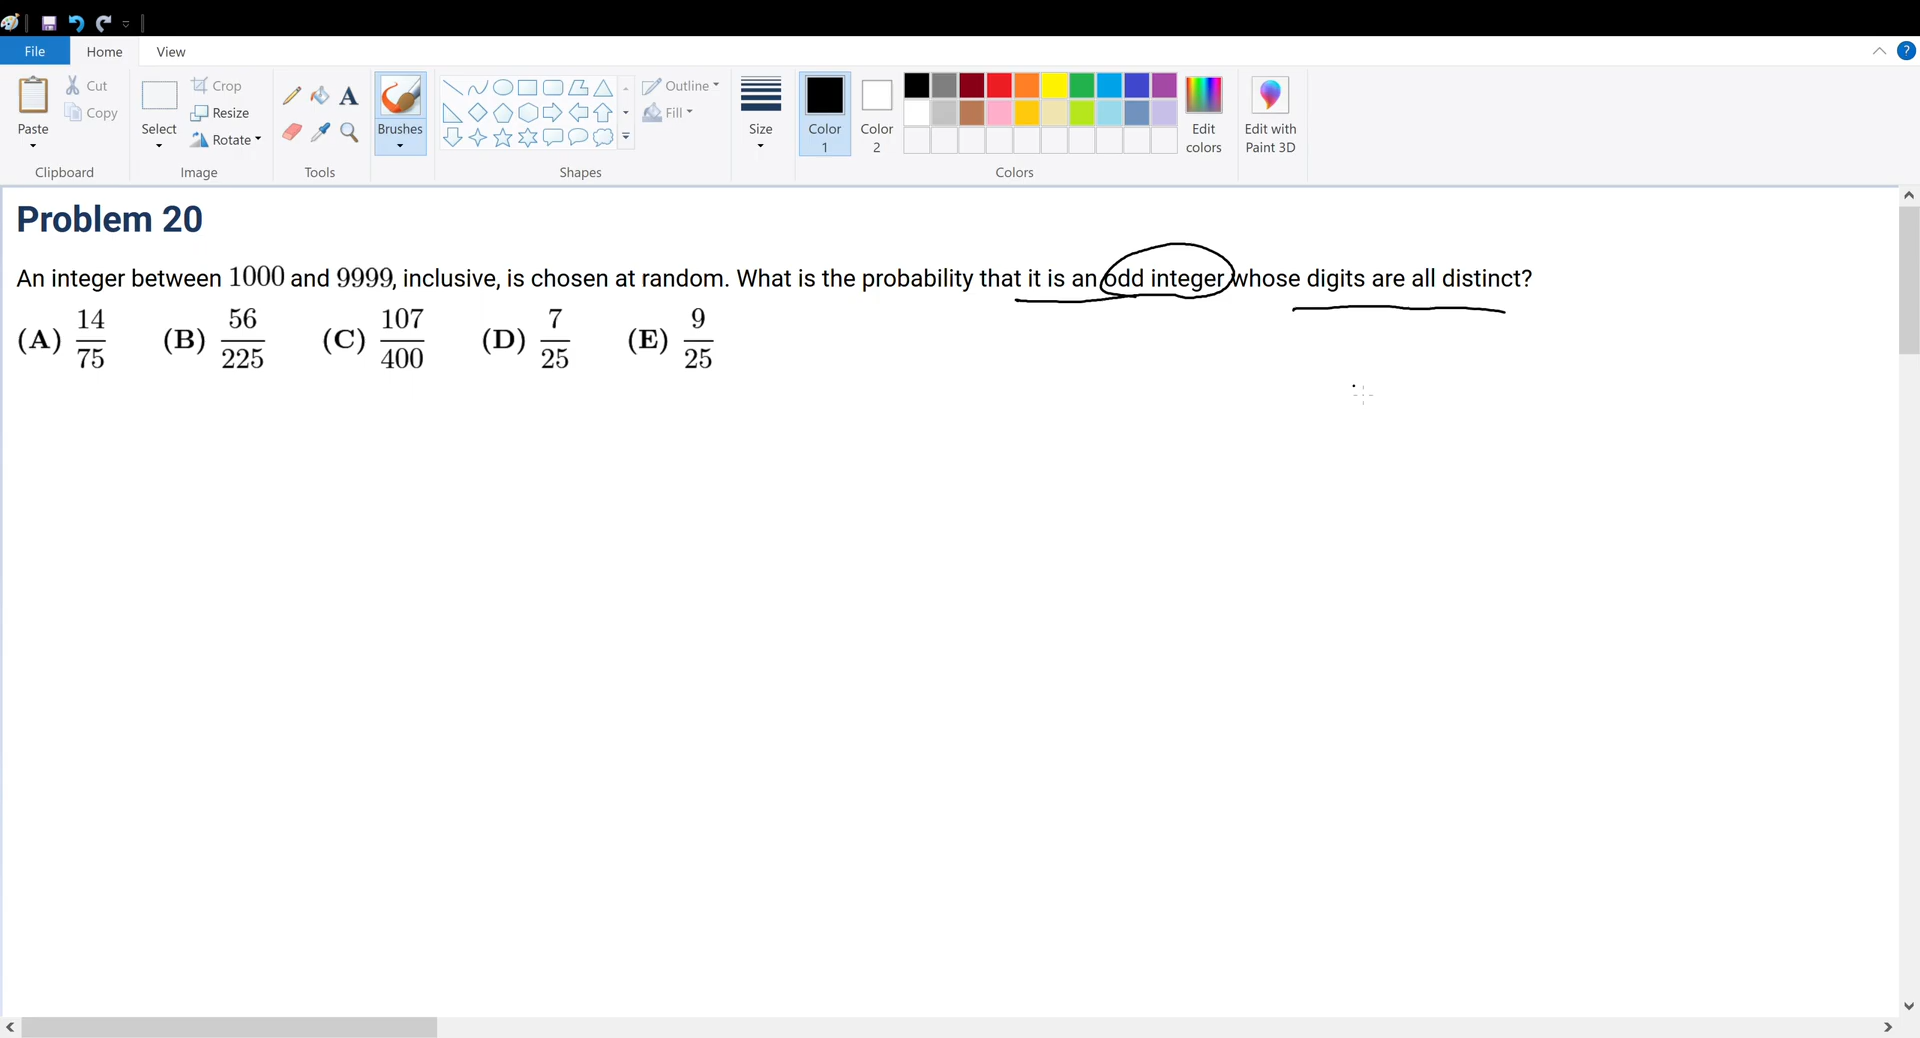 File Home View ?
Paste Cut Copy Select Crop Resize Rotate A Brushes Outline Fill Size Color 1 Color 2 Edit colors Edit with Paint 3D
Clipboard Image Tools Shapes Colors
Problem 20
An integer between 1000 and 9999, inclusive, is chosen at random. What is the probability that it is an odd integer whose digits are all distinct?
(A) 14/75 (B) 56/225 (C) 107/400 (D) 7/25 (E) 9/25